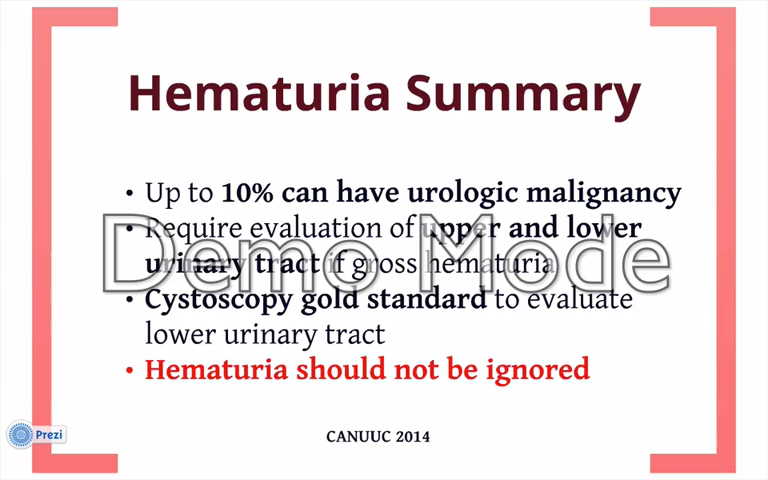 Hematuria Summary
• Up to 10% can have urologic malignancy
• Require evaluation of upper and lower
urinary tract if gross hematuria
Demo Mode
• Cystoscopy gold standard to evaluate
lower urinary tract
• Hematuria should not be ignored
Prezi
CANUUC 2014